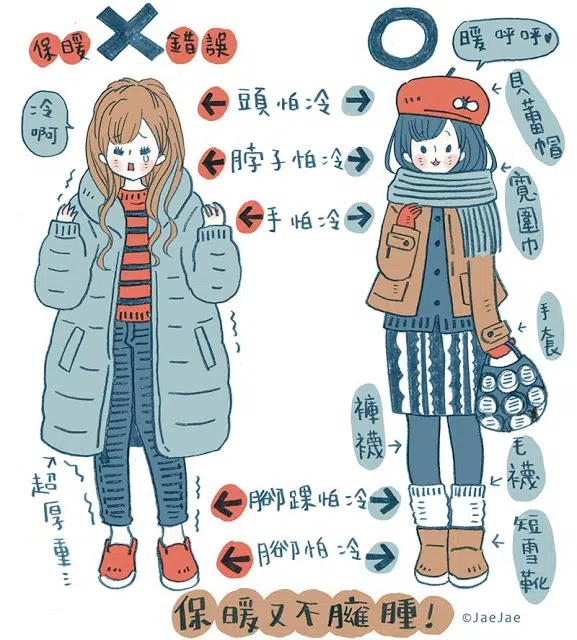 保暖 錯誤
暖呼呼♥
冷啊
頭怕冷
貝蕾帽
脖子怕冷
寬圍巾
手怕冷
手套
褲襪
毛襪
超厚重...
腳踝怕冷
短雪靴
腳怕冷
保暖又不臃腫!
©JaeJae